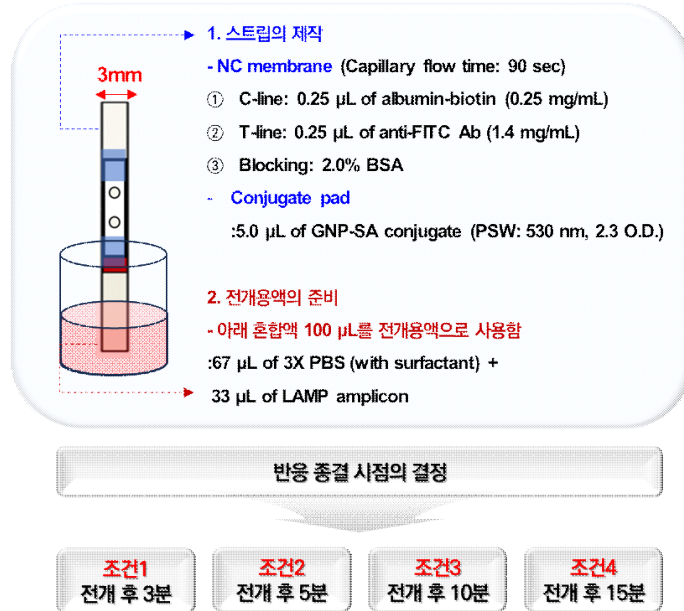 1. 스트립의 제작
3mm
- NC membrane (Capillary flow time: 90 sec)
① C-line: 0.25 µL of albumin-biotin (0.25 mg/mL)
② T-line: 0.25 µL of anti-FITC Ab (1.4 mg/mL)
③ Blocking: 2.0% BSA
- Conjugate pad
:5.0 µL of GNP-SA conjugate (PSW: 530 nm, 2.3 O.D.)
2. 전개용액의 준비
- 아래 혼합액 100 µL를 전개용액으로 사용함
:67 µL of 3X PBS (with surfactant) +
33 µL of LAMP amplicon
반응 종결 시점의 결정
조건1
전개 후 3분
조건2
전개 후 5분
조건3
전개 후 10분
조건4
전개 후 15분